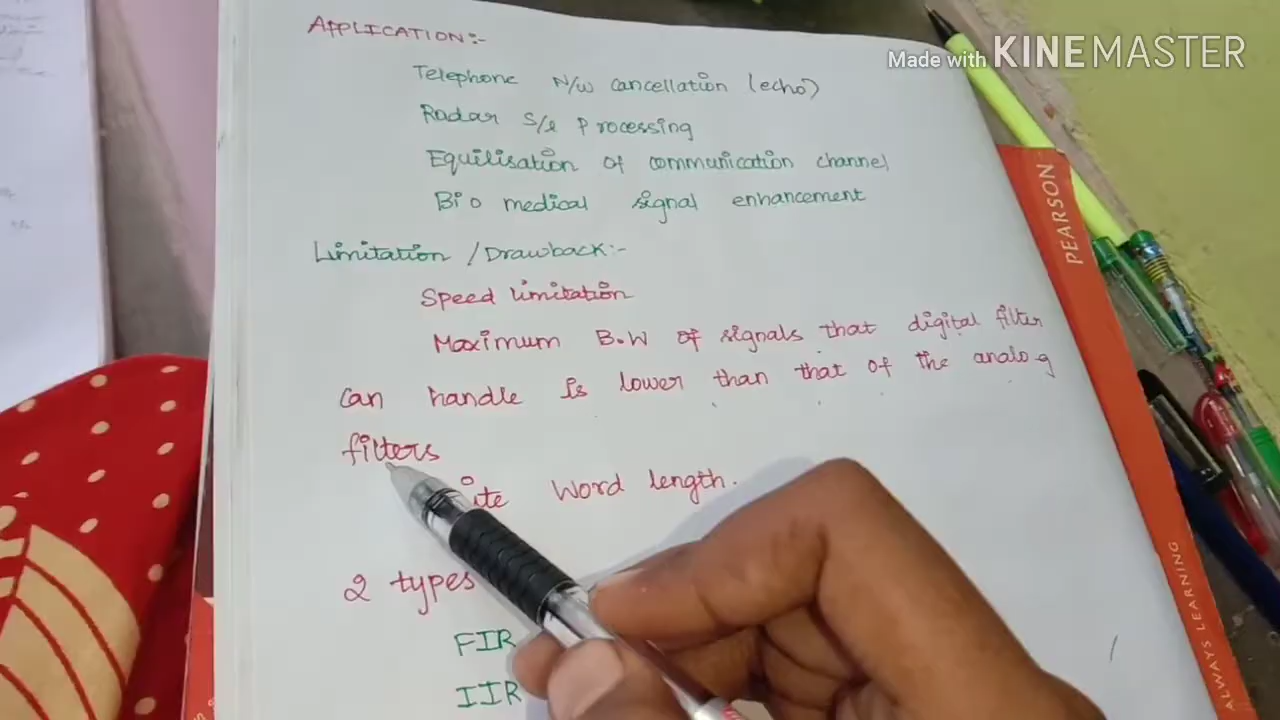 APPLICATION:-
Made with KINEMASTER
Telephone N/W cancellation (echo)
Radar S/l Processing
Equilisation of communication channel
Bio medical signal enhancement
Limitation / Drawback:-
Speed limitation
Maximum B.W of signals that digital filter
can handle is lower than that of the analog
filters
Word length.
2 types
FIR
IIR
PEARSON
ALWAYS LEARNING